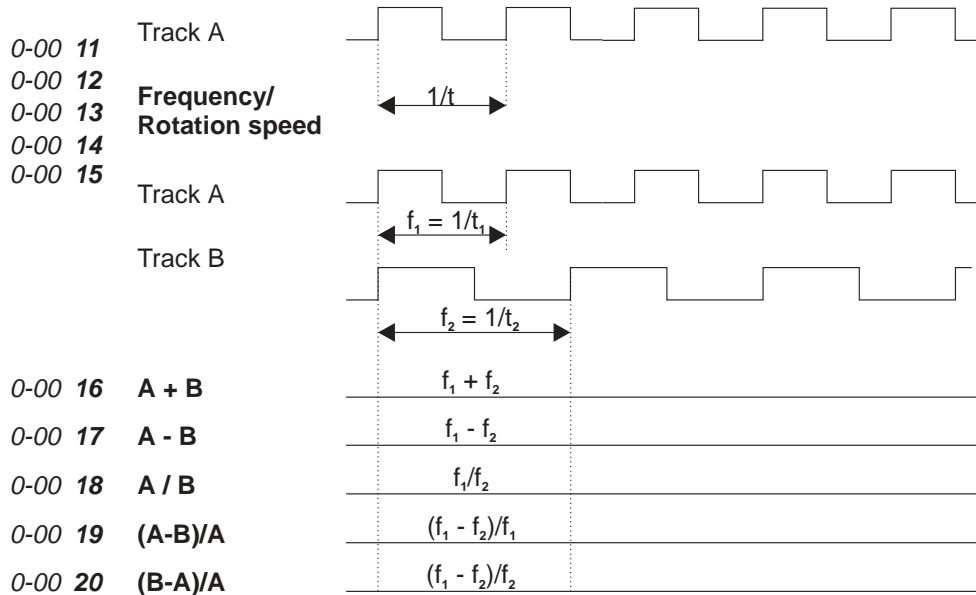 Track A
0-00 11
0-00 12
Frequency/
Rotation speed
1/t
0-00 13
0-00 14
0-00 15
Track A
f₁ = 1/t₁
Track B
f₂ = 1/t₂
0-00 16 A + B f₁ + f₂
0-00 17 A - B f₁ - f₂
0-00 18 A / B f₁/f₂
0-00 19 (A-B)/A (f₁ - f₂)/f₁
0-00 20 (B-A)/A (f₁ - f₂)/f₂